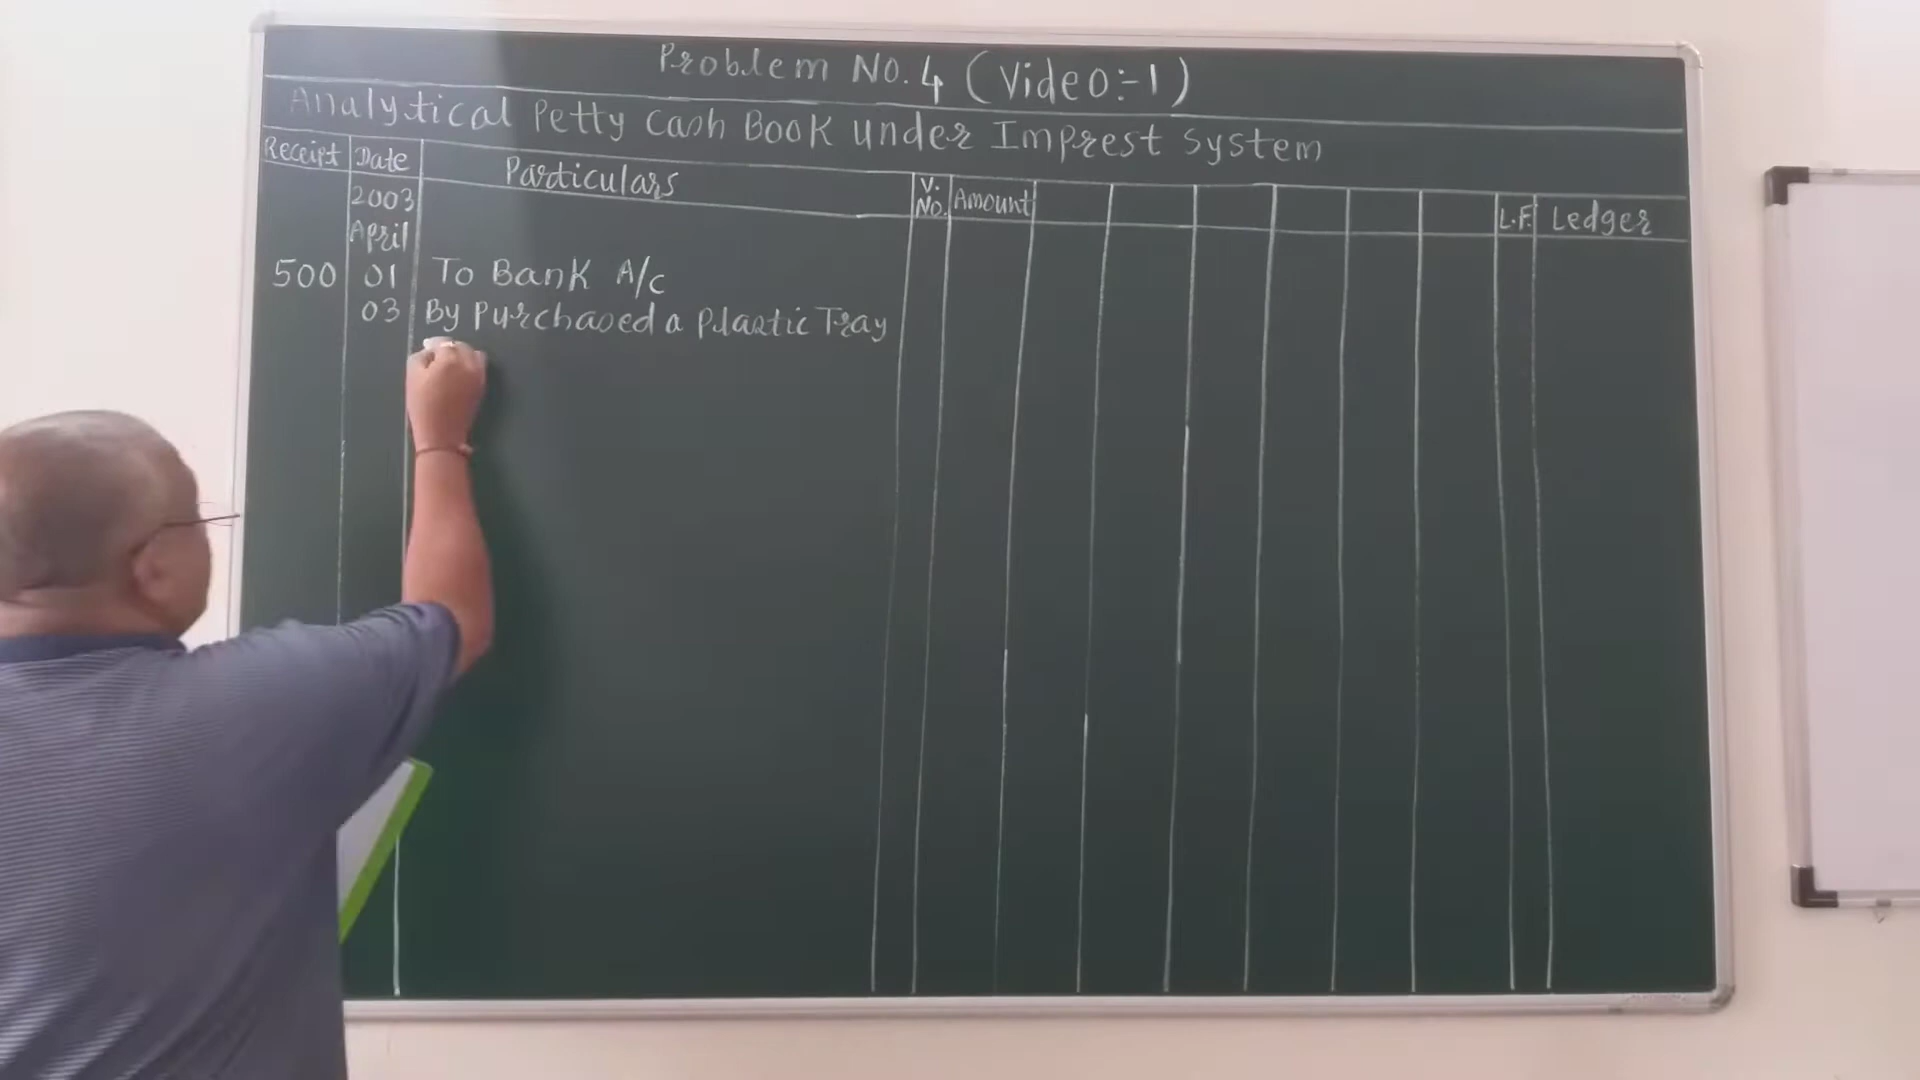 Problem No. 4 (Video:-1)
Analytical Petty Cash Book under Imprest System
Receipt Date Particulars V. No. Amount L.F. Ledger
2003
April
500 01 To Bank A/c
03 By Purchased a Plastic Tray